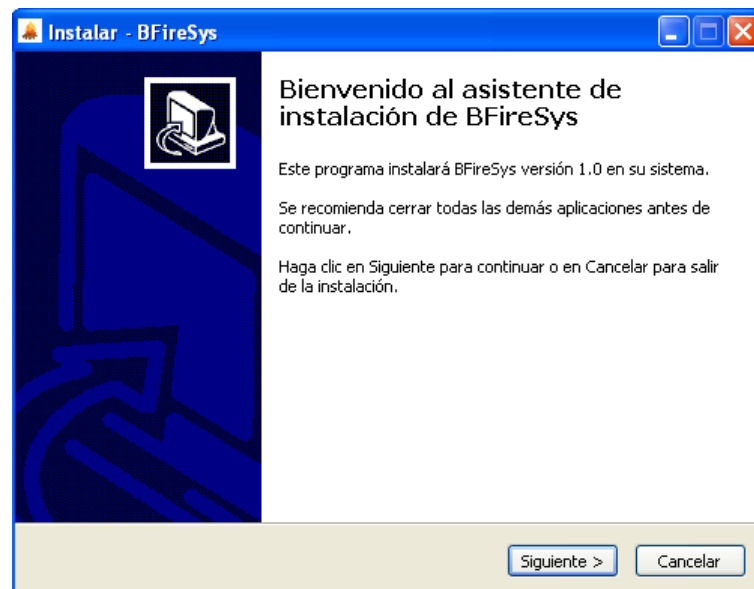 Instalar - BFireSys
Bienvenido al asistente de
instalación de BFireSys
Este programa instalará BFireSys versión 1.0 en su sistema.
Se recomienda cerrar todas las demás aplicaciones antes de
continuar.
Haga clic en Siguiente para continuar o en Cancelar para salir
de la instalación.
Siguiente >
Cancelar